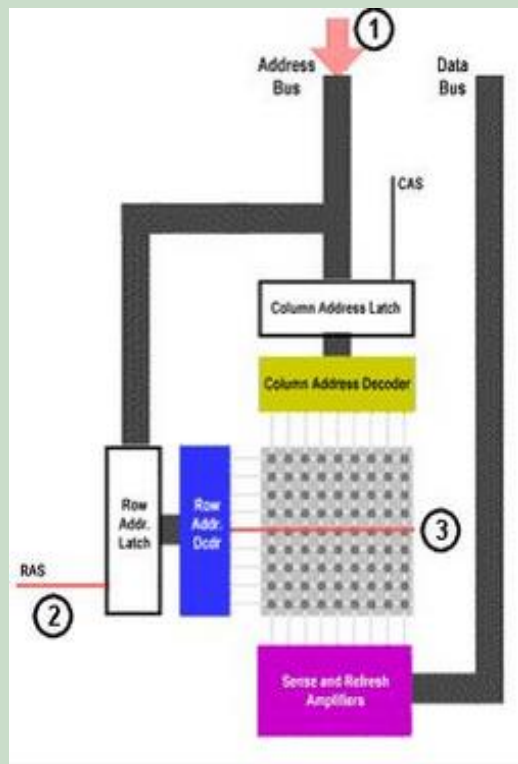 1
Address
Bus
Data
Bus
CAS
Column Address Latch
Column Address Decoder
Row
Addr.
Latch
Row
Addr.
Dcdr
3
RAS
2
Sense and Refresh
Amplifiers